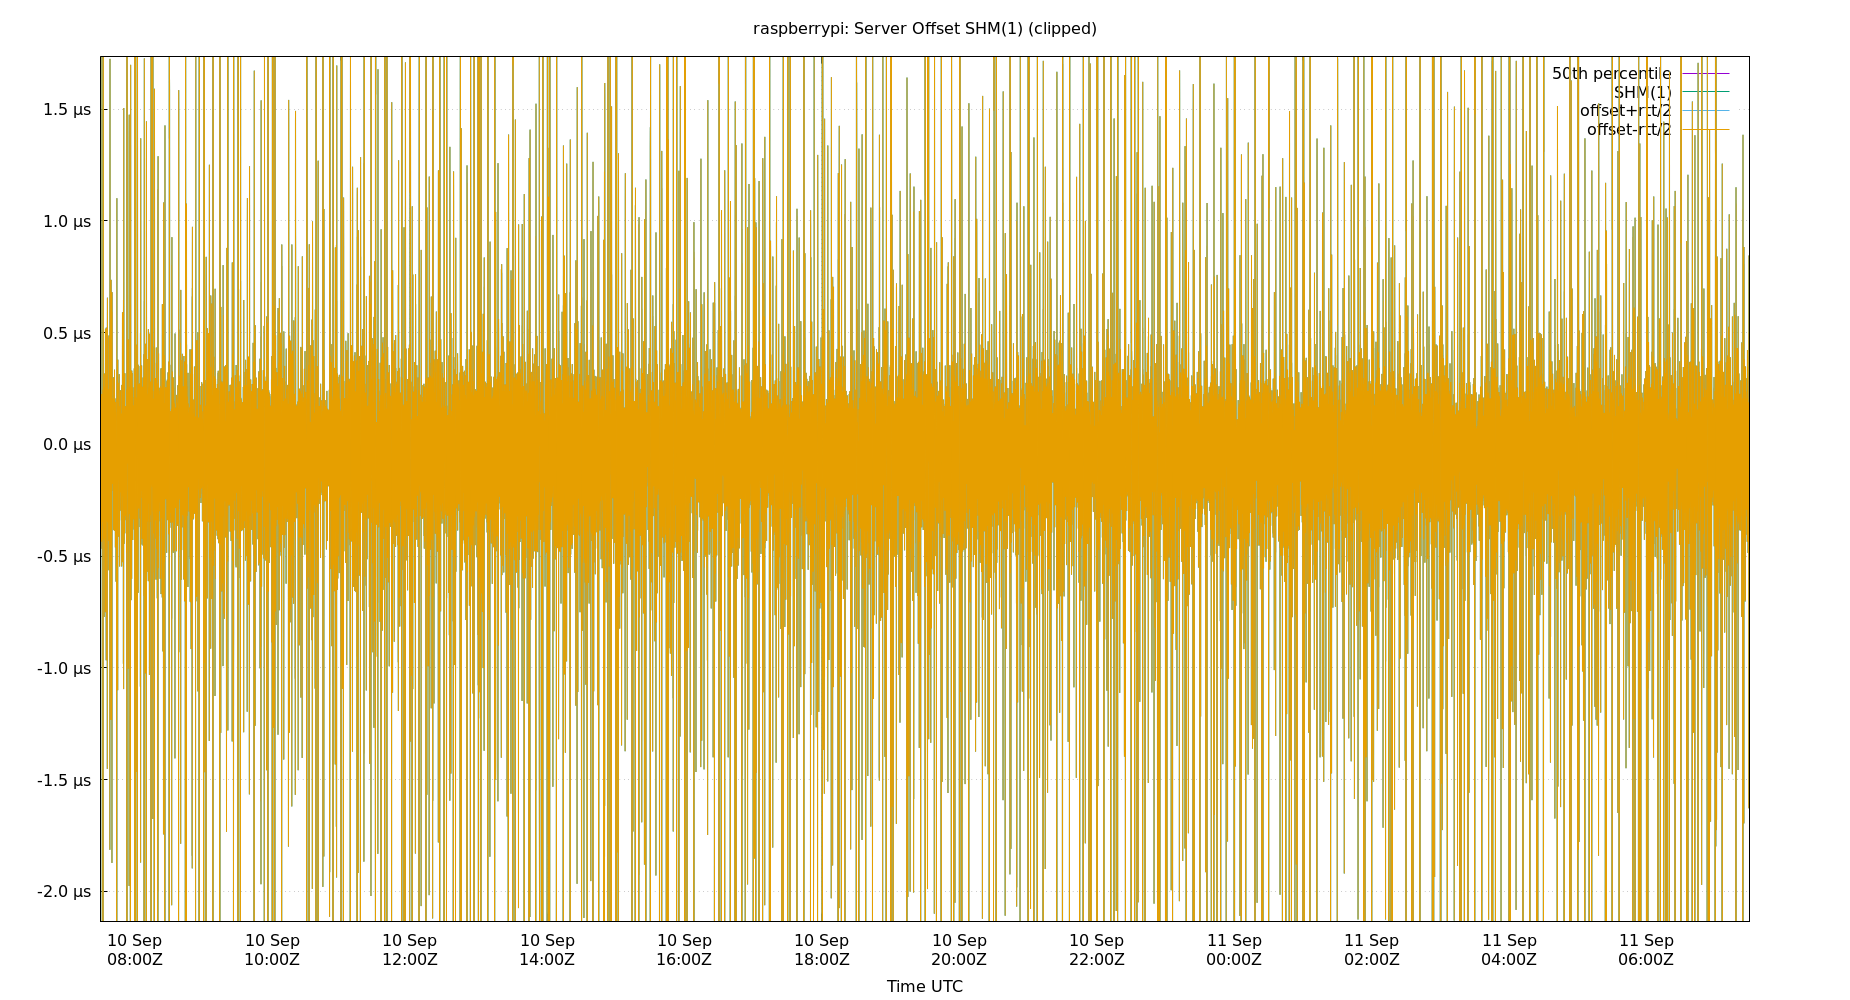 raspberrypi: Server Offset SHM(1) (clipped)
50th percentile
SHM(1)
offset+rtt/2
offset-rtt/2
1.5 µs
1.0 µs
0.5 µs
0.0 µs
-0.5 µs
-1.0 µs
-1.5 µs
-2.0 µs
10 Sep 10 Sep 10 Sep 10 Sep 10 Sep 10 Sep 10 Sep 10 Sep 11 Sep 11 Sep 11 Sep 11 Sep
08:00Z 10:00Z 12:00Z 14:00Z 16:00Z 18:00Z 20:00Z 22:00Z 00:00Z 02:00Z 04:00Z 06:00Z
Time UTC